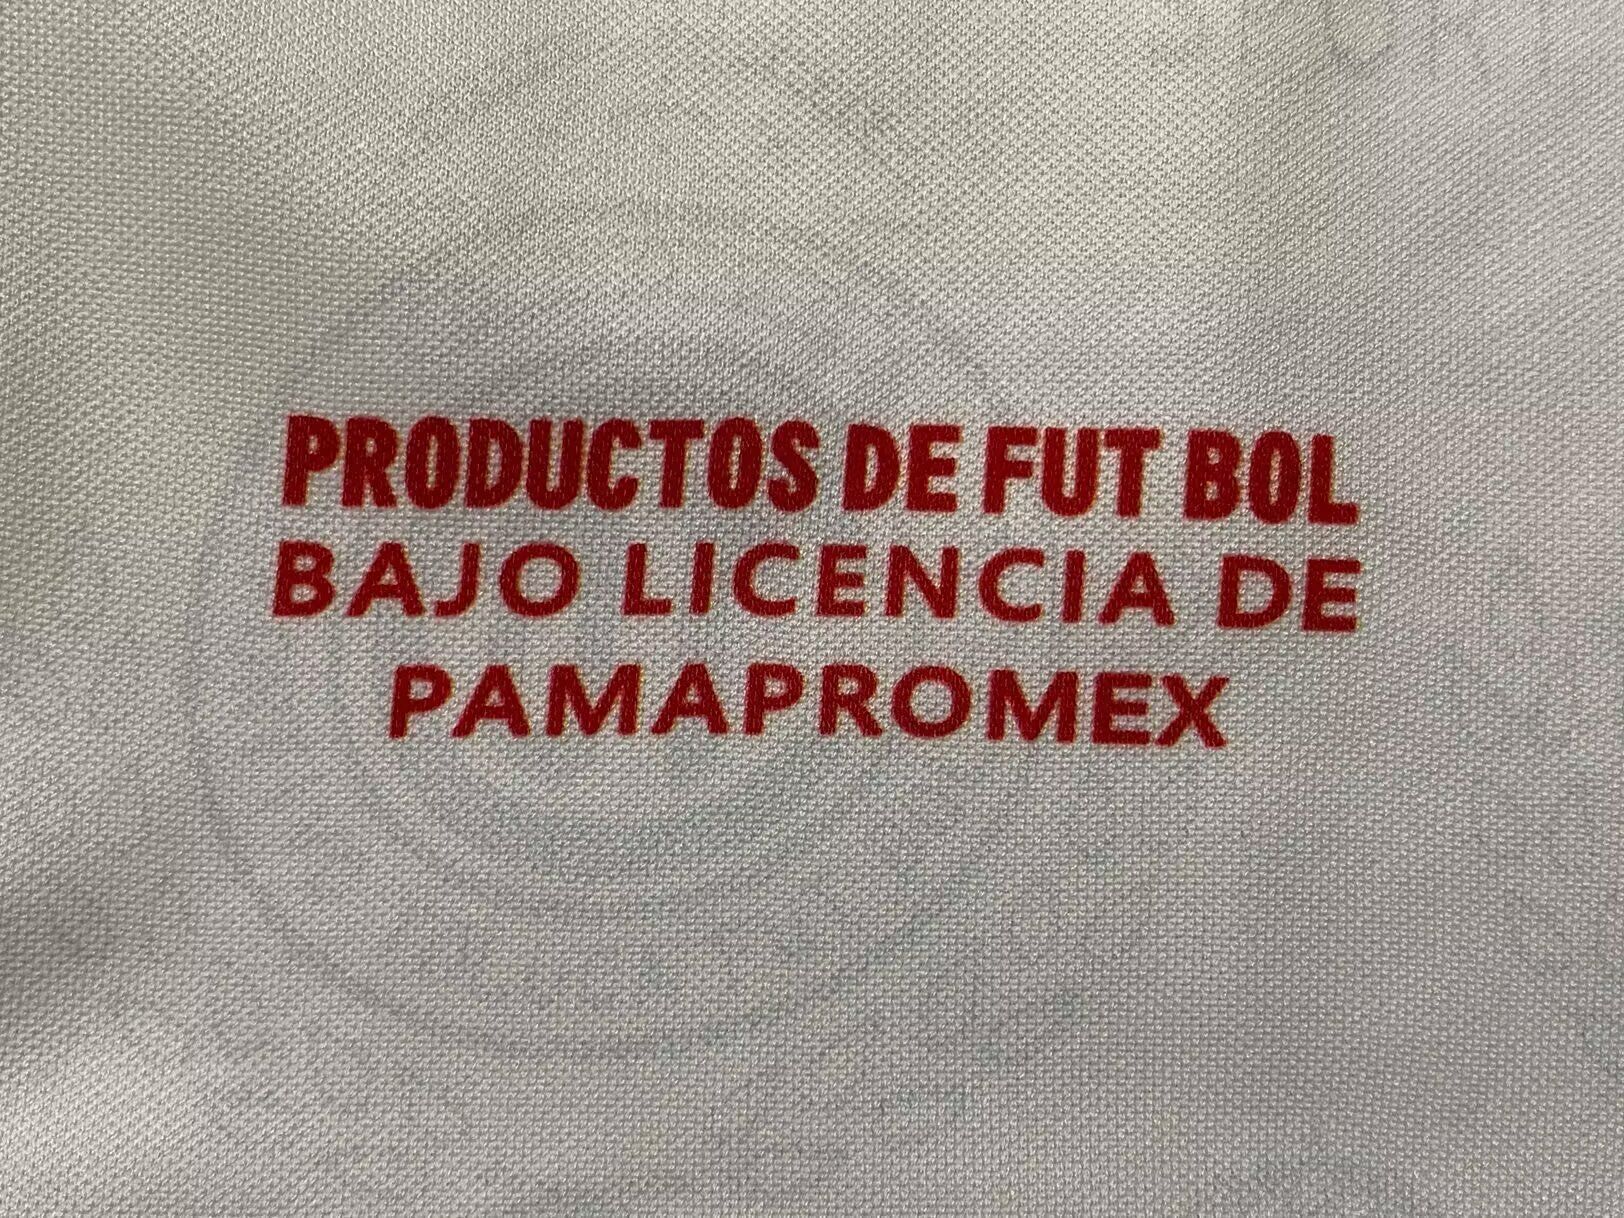 PRODUCTOS DE FUT BOL
BAJO LICENCIA DE
PAMAPROMEX